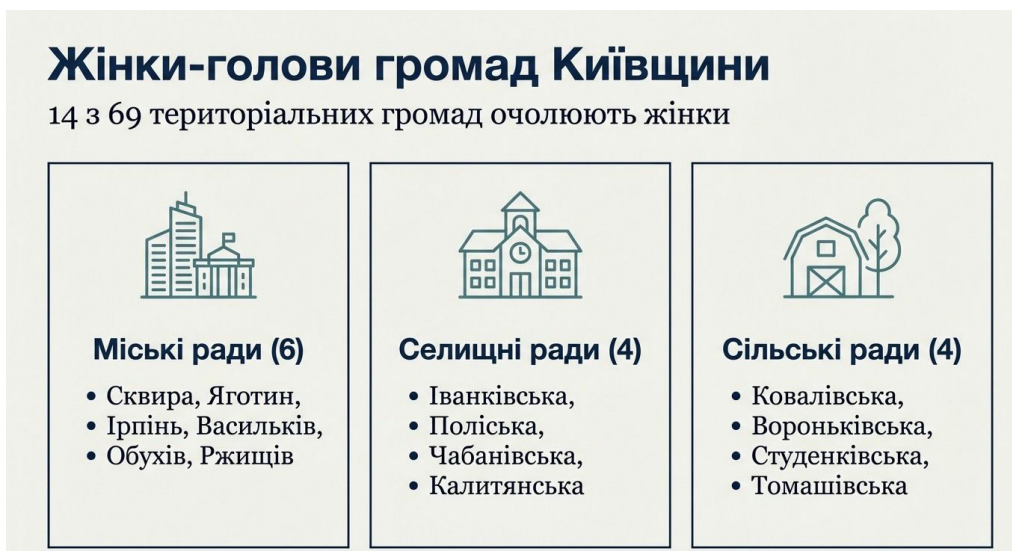 Жінки-голови громад Київщини
14 з 69 територіальних громад очолюють жінки
Міські ради (6)
• Сквира, Яготин,
• Ірпінь, Васильків,
• Обухів, Ржищів
Селищні ради (4)
• Іванківська,
• Поліська,
• Чабанівська,
• Калитянська
Сільські ради (4)
• Ковалівська,
• Вороньківська,
• Студенківська,
• Томашівська